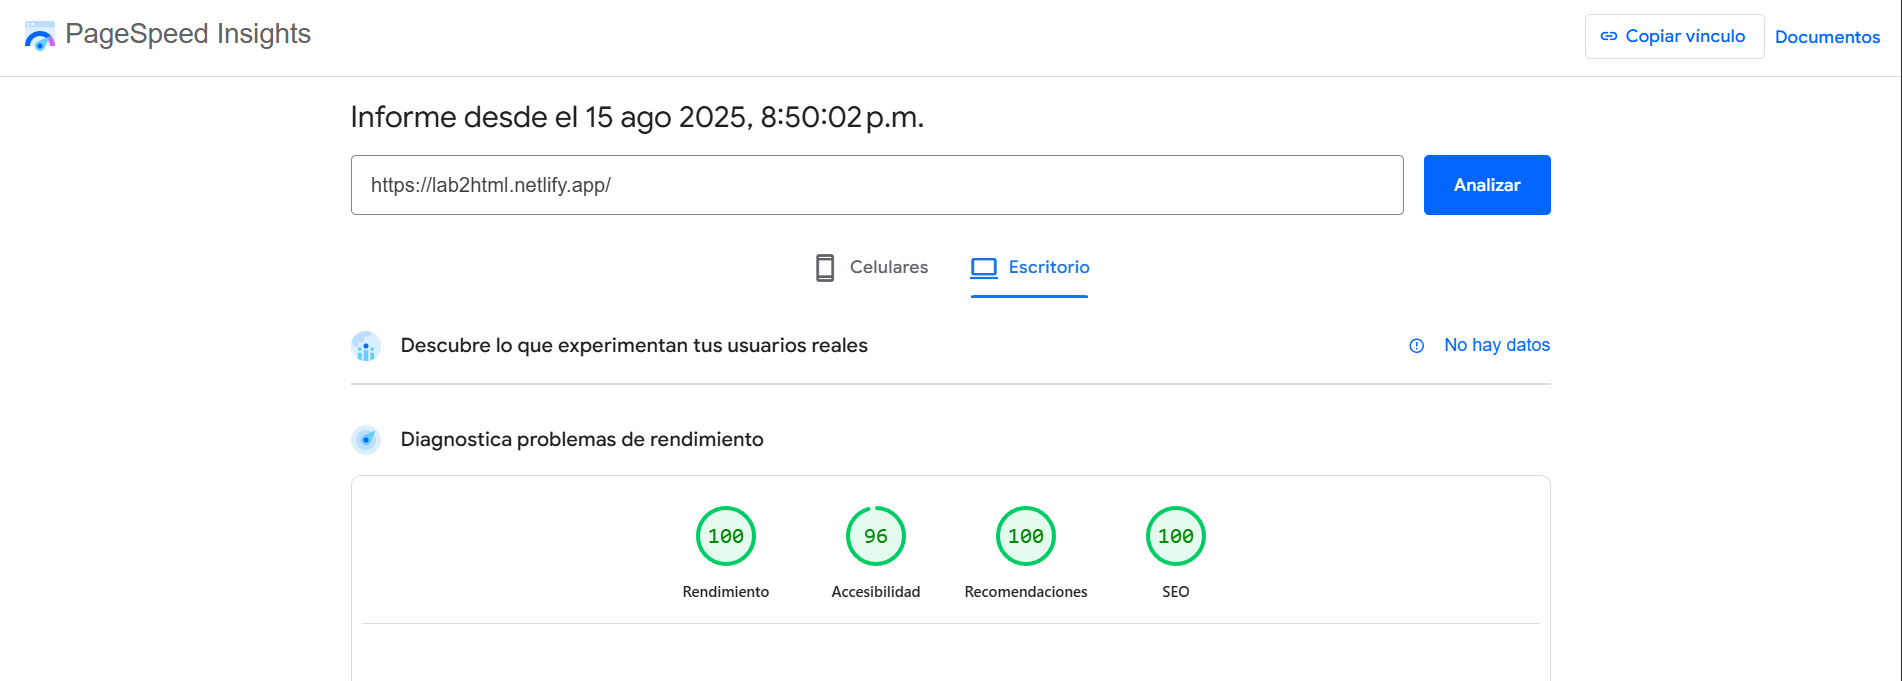 PageSpeed Insights
Copiar vínculo
Documentos
Informe desde el 15 ago 2025, 8:50:02 p.m.
https://lab2html.netlify.app/
Analizar
Celulares
Escritorio
Descubre lo que experimentan tus usuarios reales
No hay datos
Diagnostica problemas de rendimiento
100
96
100
100
Rendimiento
Accesibilidad
Recomendaciones
SEO